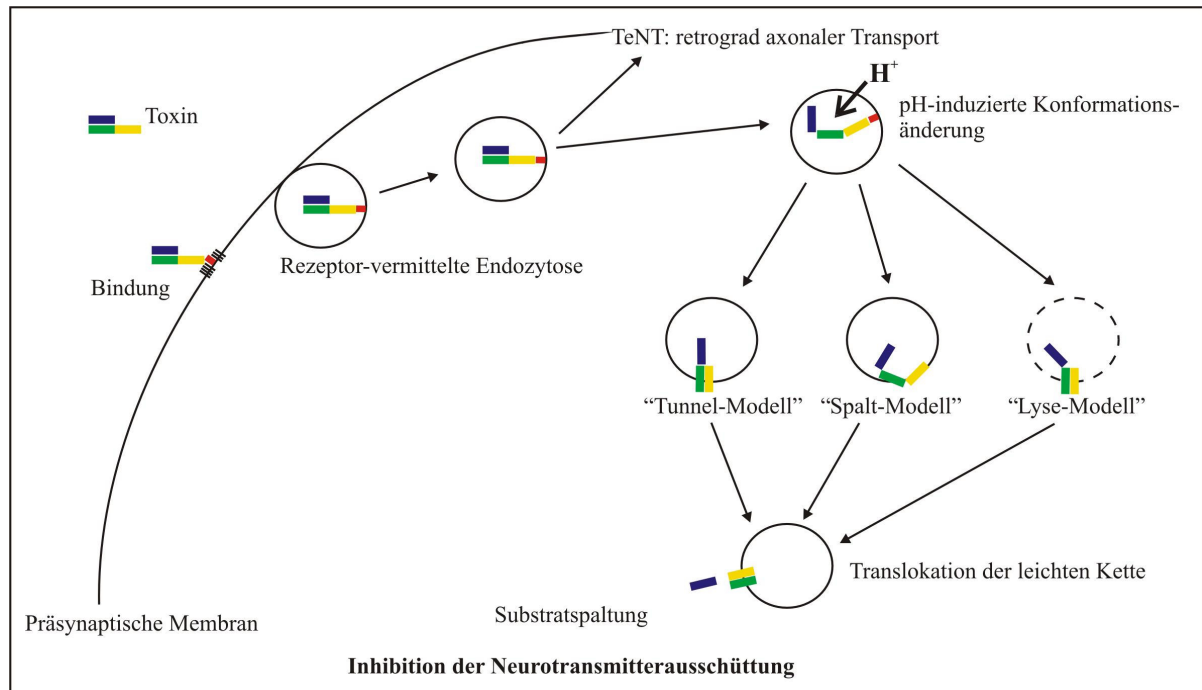 TeNT: retrograd axonaler Transport
H+
Toxin
pH-induzierte Konformations-
änderung
Rezeptor-vermittelte Endozytose
Bindung
“Tunnel-Modell”
“Spalt-Modell”
“Lyse-Modell”
Translokation der leichten Kette
Substratspaltung
Präsynaptische Membran
Inhibition der Neurotransmitterausschüttung